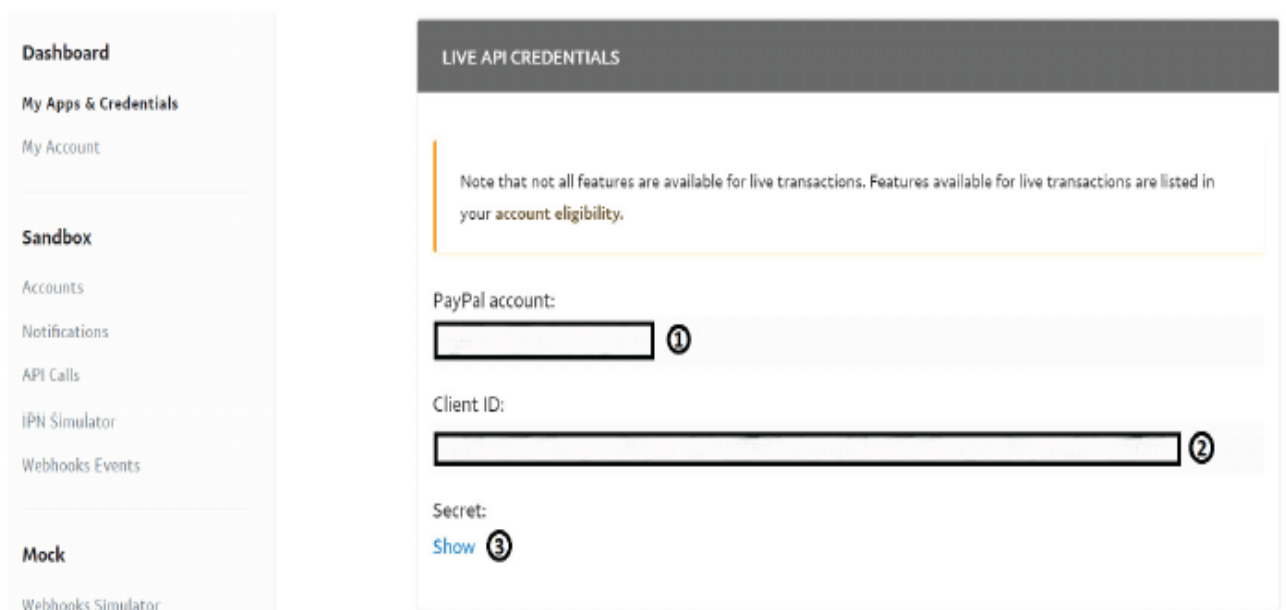 Dashboard
My Apps & Credentials
My Account
Sandbox
Accounts
Notifications
API Calls
IPN Simulator
Webhooks Events
Mock
Webhooks Simulator
LIVE API CREDENTIALS
Note that not all features are available for live transactions. Features available for live transactions are listed in
your account eligibility.
PayPal account:
①
Client ID:
②
Secret:
Show ③